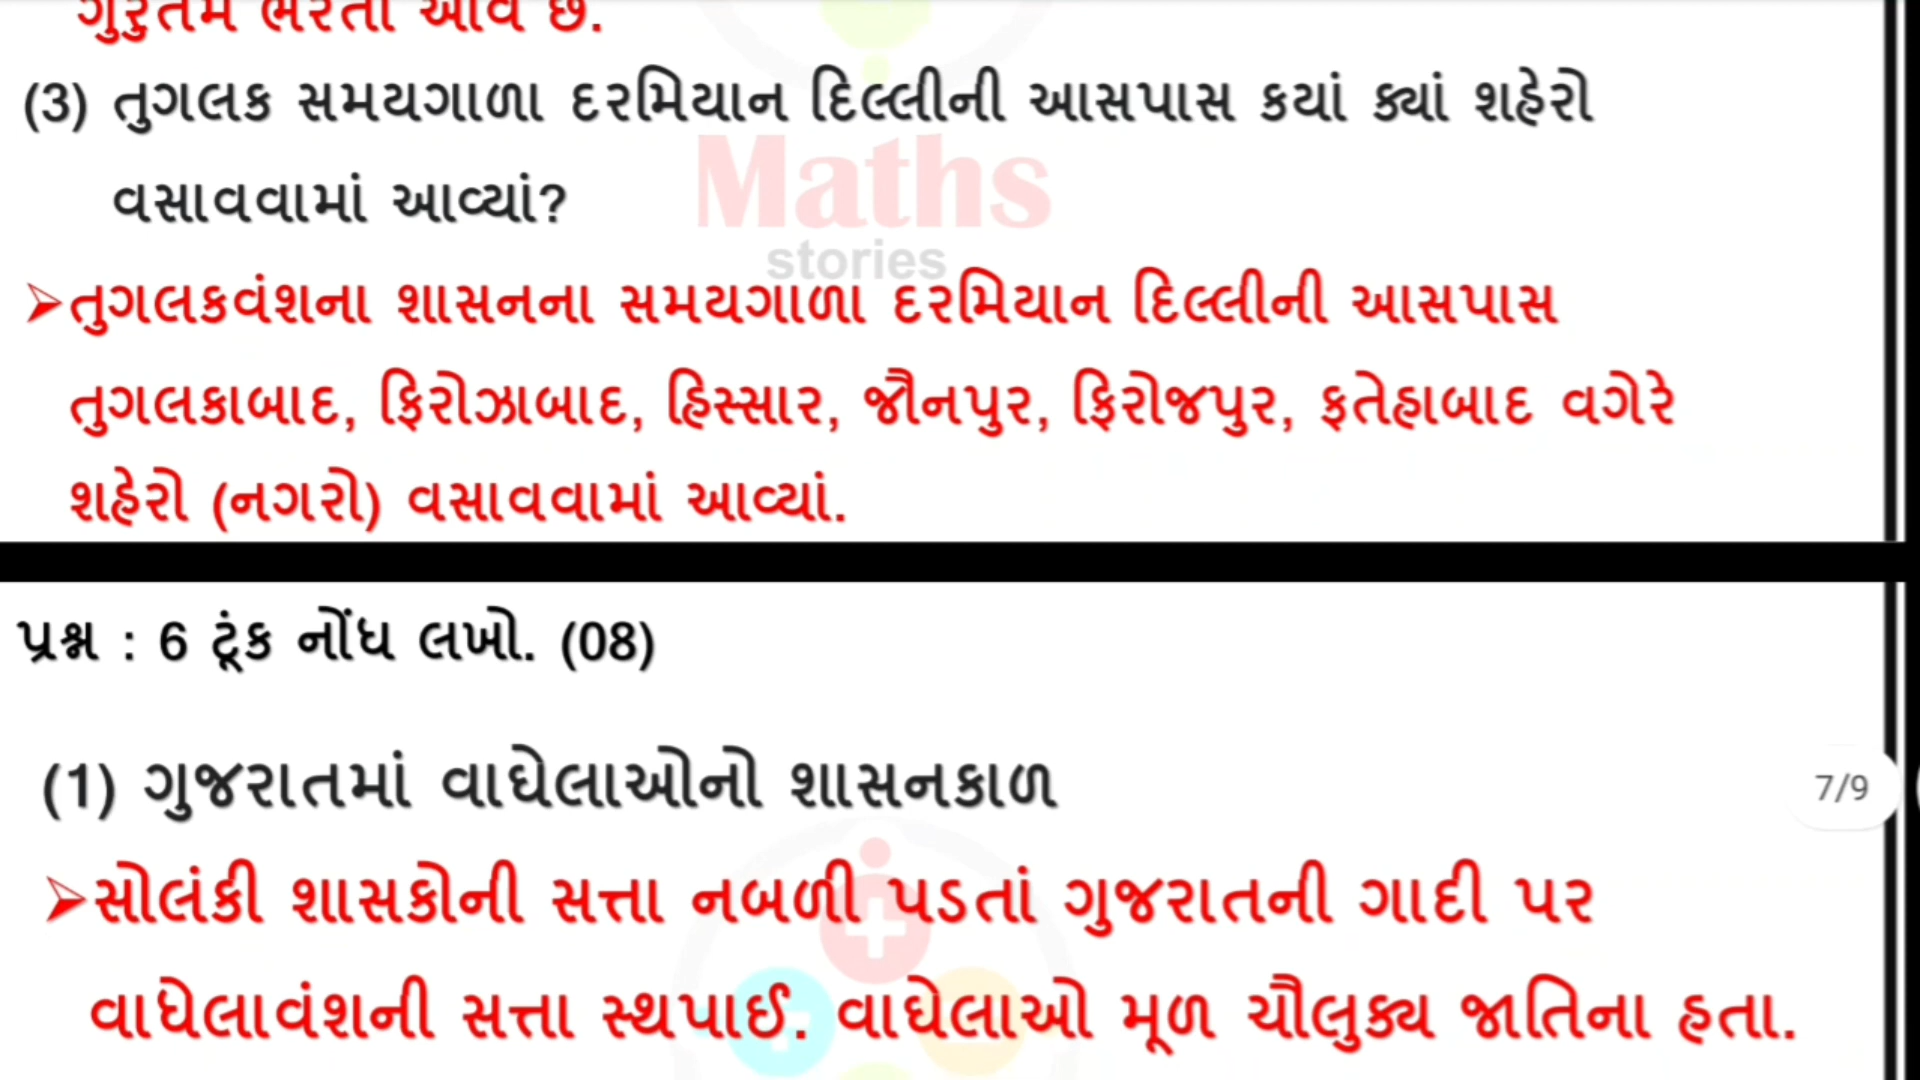 (3) તુગલક સમયગાળા દરમિયાન દિલ્લીની આસપાસ કયાં ક્યાં શહેરો
વસાવવામાં આવ્યાં?
Maths
stories
➢તુગલકવંશના શાસનના સમયગાળા દરમિયાન દિલ્લીની આસપાસ
તુગલકાબાદ, ફિરોઝાબાદ, હિસ્સાર, જૌનપુર, ફિરોજપુર, ફતેહાબાદ વગેરે
શહેરો (નગરો) વસાવવામાં આવ્યાં.
પ્રશ્ન : 6 ટૂંક નોંધ લખો. (08)
(1) ગુજરાતમાં વાઘેલાઓનો શાસનકાળ
7/9
➢સોલંકી શાસકોની સત્તા નબળી પડતાં ગુજરાતની ગાદી પર
વાઘેલાવંશની સત્તા સ્થપાઈ. વાઘેલાઓ મૂળ ચૌલુક્ય જાતિના હતા.